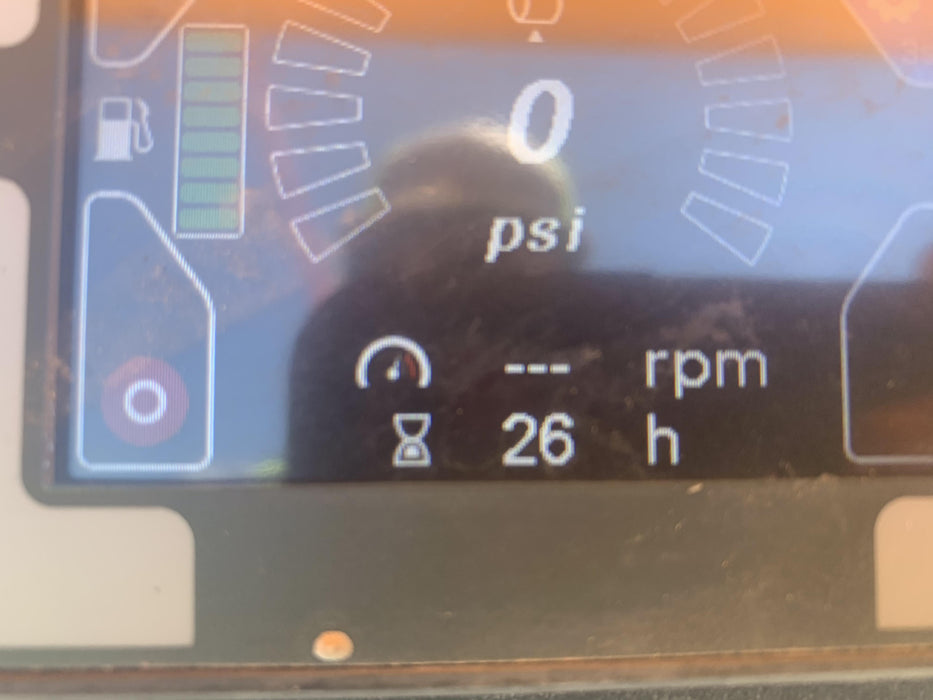 0
psi
--- rpm
26 h